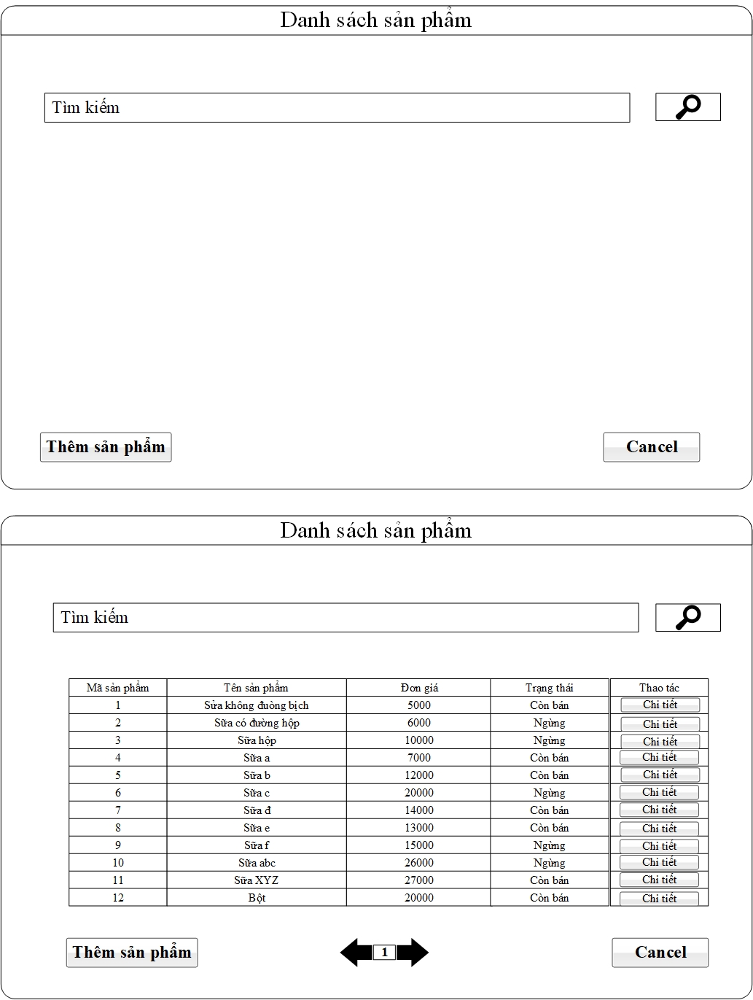 Danh sách sản phẩm
Tìm kiếm
Thêm sản phẩm Cancel
Danh sách sản phẩm
Tìm kiếm
Mã sản phẩm Tên sản phẩm Đơn giá Trạng thái Thao tác
1 Sửa không đuòng bịch 5000 Còn bán Chi tiết
2 Sữa có đường hộp 6000 Ngừng Chi tiết
3 Sữa hộp 10000 Ngừng Chi tiết
4 Sữa a 7000 Còn bán Chi tiết
5 Sữa b 12000 Còn bán Chi tiết
6 Sữa c 20000 Ngừng Chi tiết
7 Sữa đ 14000 Còn bán Chi tiết
8 Sữa e 13000 Còn bán Chi tiết
9 Sữa f 15000 Ngừng Chi tiết
10 Sữa abc 26000 Ngừng Chi tiết
11 Sữa XYZ 27000 Còn bán Chi tiết
12 Bột 20000 Còn bán Chi tiết
Thêm sản phẩm 1 Cancel